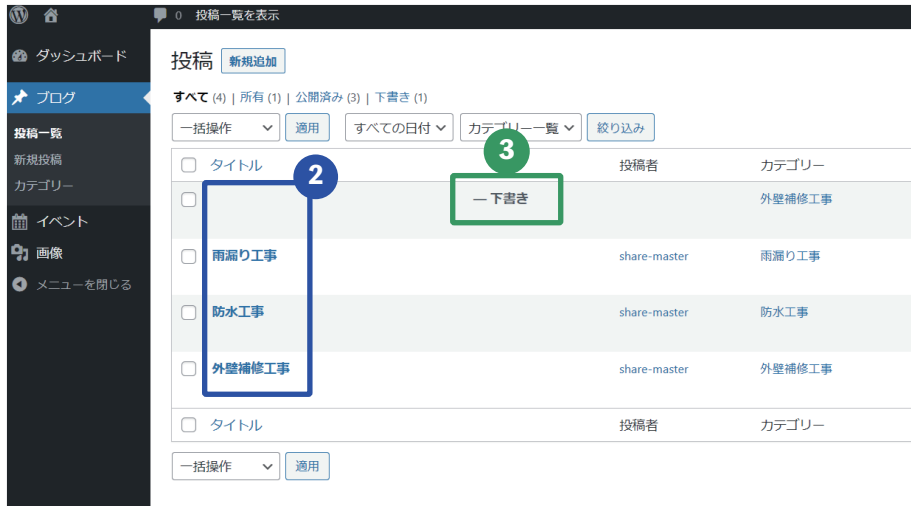 0 投稿一覧を表示
ダッシュボード
ブログ
投稿一覧
新規投稿
カテゴリー
イベント
画像
メニューを閉じる
投稿 新規追加
すべて (4) | 所有 (1) | 公開済み (3) | 下書き (1)
一括操作 適用 すべての日付 カテゴリー一覧 絞り込み
3
タイトル 投稿者 カテゴリー
2
— 下書き 外壁補修工事
雨漏り工事 share-master 雨漏り工事
防水工事 share-master 防水工事
外壁補修工事 share-master 外壁補修工事
タイトル 投稿者 カテゴリー
一括操作 適用